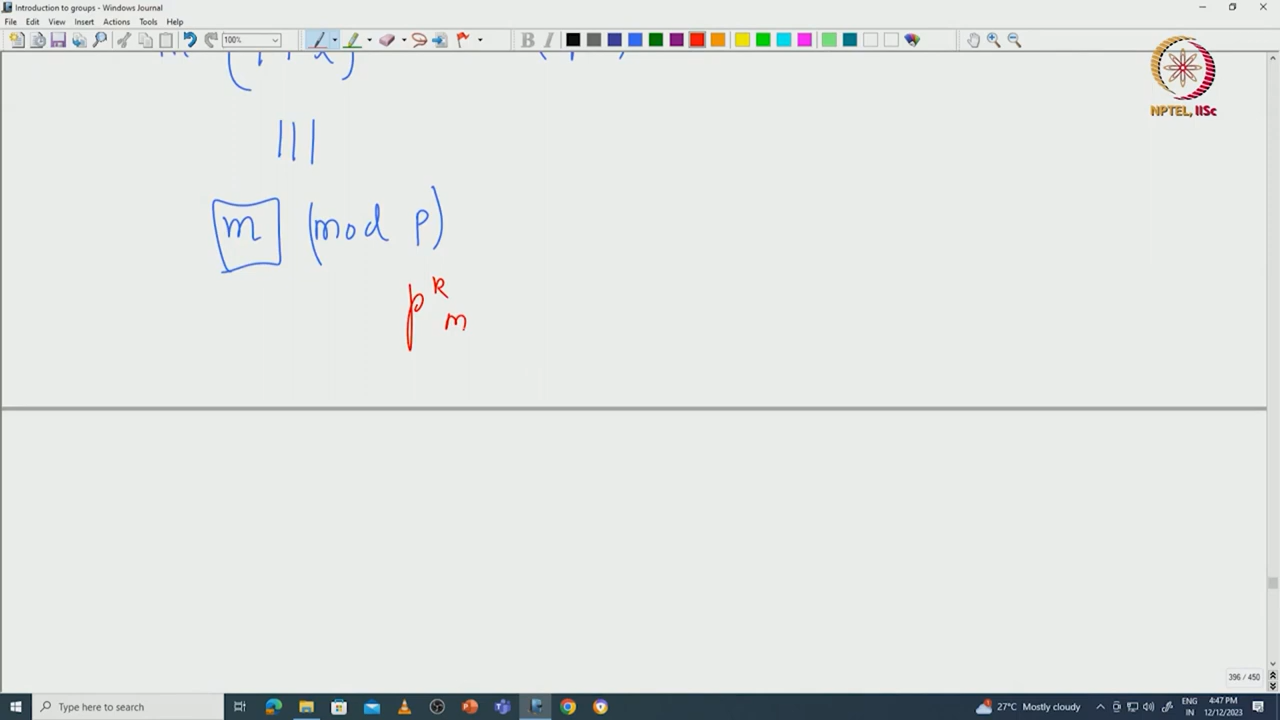 Introduction to groups - Windows Journal
File Edit View Insert Actions Tools Help
100%
B I
NPTEL, IISc
|||
m (mod p)
p^k m
396 / 450
Type here to search
27°C Mostly cloudy
ENG IN
4:47 PM
12/12/2023